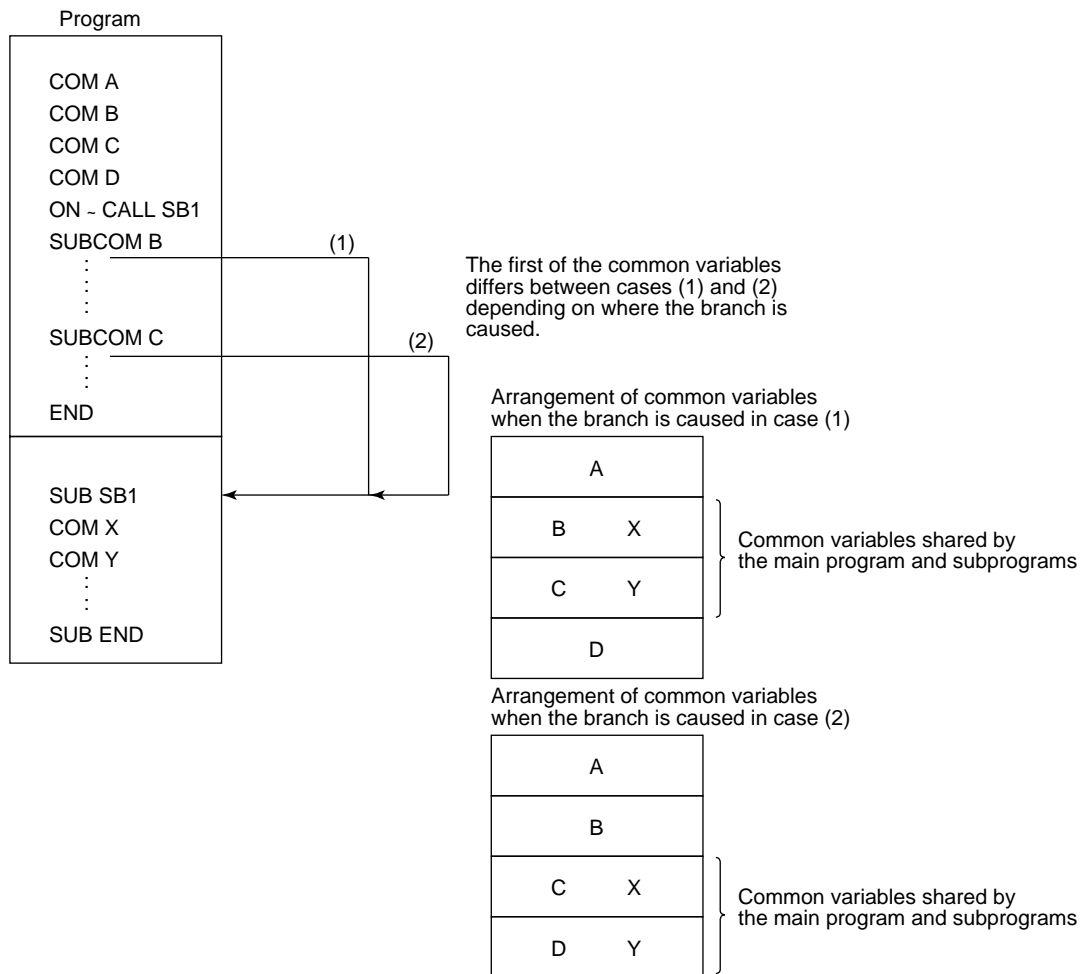 Program
COM A
COM B
COM C
COM D
ON ~ CALL SB1
SUBCOM B
(1)
SUBCOM C
(2)
END
SUB SB1
COM X
COM Y
SUB END
The first of the common variables
differs between cases (1) and (2)
depending on where the branch is
caused.
Arrangement of common variables
when the branch is caused in case (1)
A
B X
C Y
D
Common variables shared by
the main program and subprograms
Arrangement of common variables
when the branch is caused in case (2)
A
B
C X
D Y
Common variables shared by
the main program and subprograms